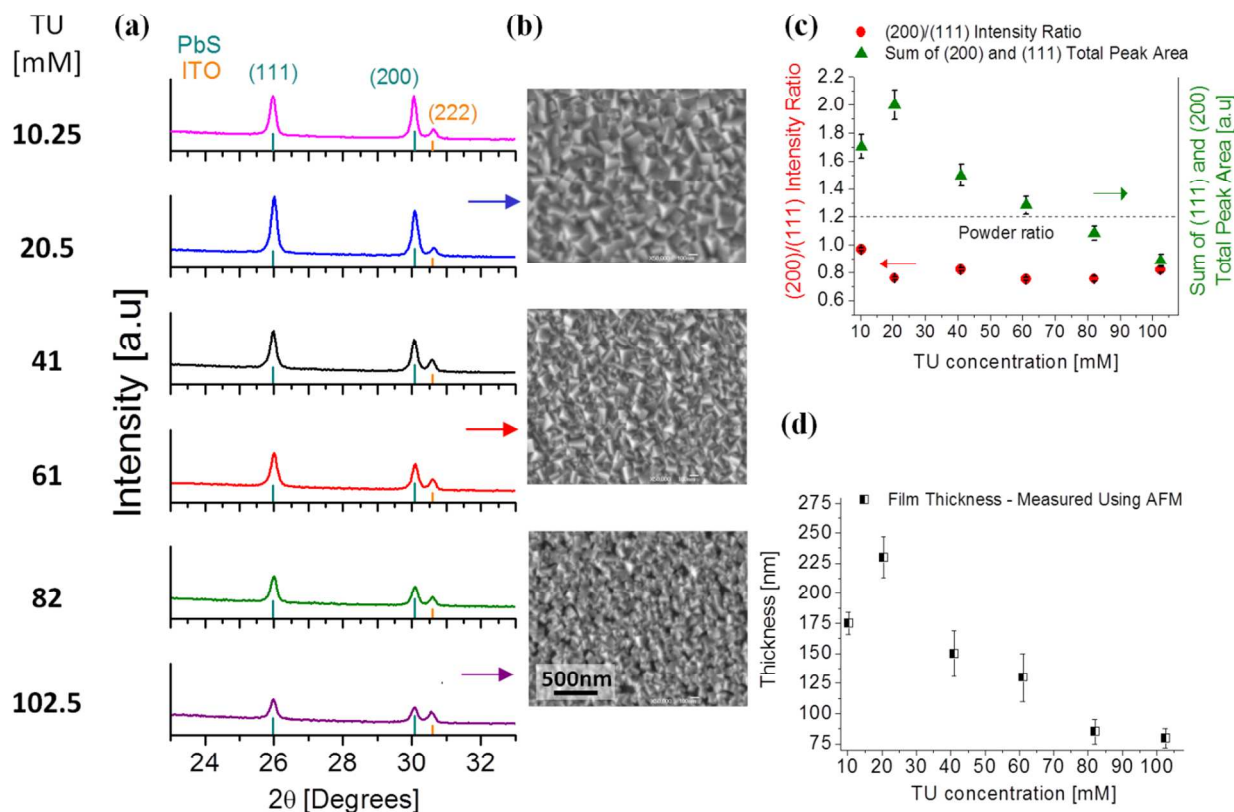 TU
[mM]
10.25
20.5
41
61
82
102.5
(a)
PbS
ITO
(111)
(200)
(222)
Intensity [a.u]
24 26 28 30 32
2θ [Degrees]
(b)
500nm
(c)
(200)/(111) Intensity Ratio
Sum of (200) and (111) Total Peak Area
2.2
2.0
1.8
1.6
1.4
1.2
1.0
0.8
0.6
Powder ratio
(200)/(111) Intensity Ratio
Sum of (111) and (200)
Total Peak Area [a.u]
10 20 30 40 50 60 70 80 90 100
TU concentration [mM]
(d)
Film Thickness - Measured Using AFM
275
250
225
200
175
150
125
100
75
Thickness [nm]
10 20 30 40 50 60 70 80 90 100
TU concentration [mM]